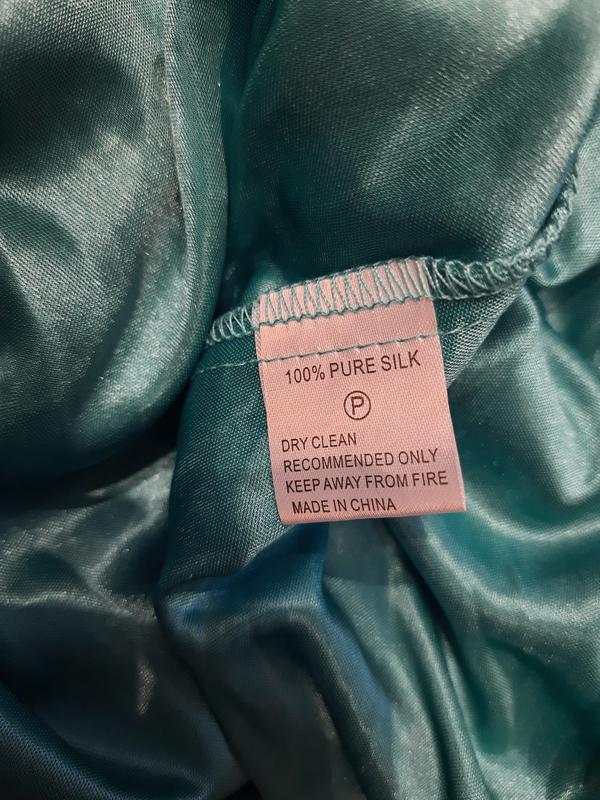 100% PURE SILK
P
DRY CLEAN
RECOMMENDED ONLY
KEEP AWAY FROM FIRE
MADE IN CHINA